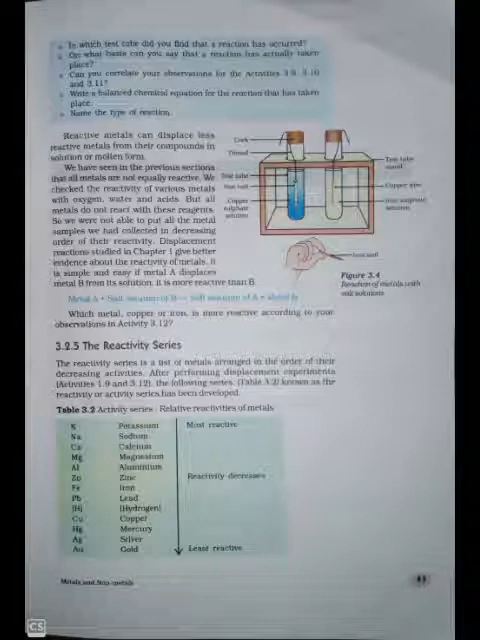 In which test tube did you find that a reaction has occurred?
On what basis can you say that a reaction has actually taken
place?
Can you correlate your observations for the Activities 3.9, 3.10
and 3.11?
Write a balanced chemical equation for the reaction that has taken
place.
Name the type of reaction.
Reactive metals can displace less
reactive metals from their compounds in
solution or molten form.
We have seen in the previous sections
that all metals are not equally reactive. We
checked the reactivity of various metals
with oxygen, water and acids. But all
metals do not react with these reagents.
So we were not able to put all the metal
samples we had collected in decreasing
order of their reactivity. Displacement
reactions studied in Chapter 1 give better
evidence about the reactivity of metals. It
is simple and easy if metal A displaces
metal B from its solution, it is more reactive than B.
Metal A + Salt solution of B → Salt solution of A + Metal B
Which metal, copper or iron, is more reactive according to your
observations in Activity 3.12?
Cork
Thread
Test tube
Iron nail
Copper
sulphate
solution
Test tube
stand
Copper wire
Iron sulphate
solution
Iron nail
Figure 3.4
Reaction of metals with
salt solutions
3.2.5 The Reactivity Series
The reactivity series is a list of metals arranged in the order of their
decreasing activities. After performing displacement experiments
(Activities 1.9 and 3.12), the following series, (Table 3.2) known as the
reactivity or activity series has been developed.
Table 3.2 Activity series : Relative reactivities of metals
K Potassium Most reactive
Na Sodium
Ca Calcium
Mg Magnesium
Al Aluminium
Zn Zinc Reactivity decreases
Fe Iron
Pb Lead
[H] [Hydrogen]
Cu Copper
Hg Mercury
Ag Silver
Au Gold Least reactive
Metals and Non-metals
CS